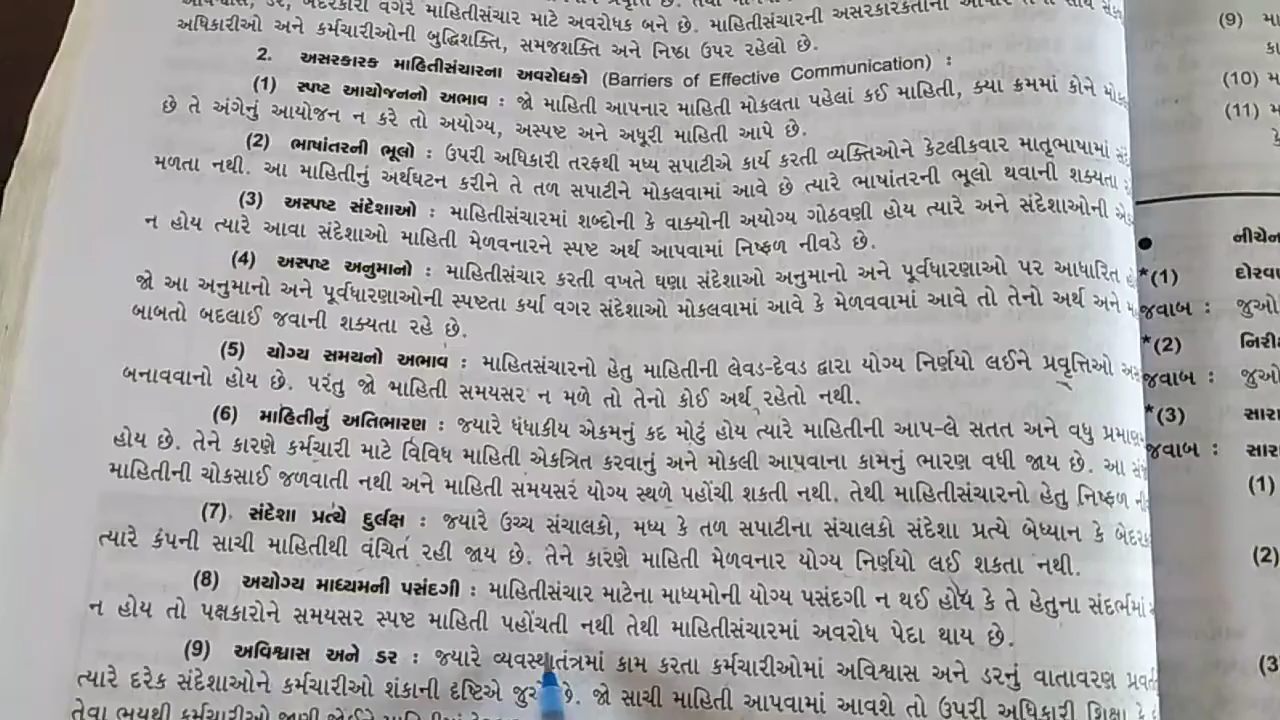 માહિતીસંચાર માટે અવરોધક બને છે. માહિતીસંચારની
અધિકારીઓ અને કર્મચારીઓની બુદ્ધિશક્તિ, સમજશક્તિ અને નિષ્ઠા ઉપર રહેલો છે.
2. અસરકારક માહિતીસંચારના અવરોધકો (Barriers of Effective Communication) :
(1) સ્પષ્ટ આયોજનનો અભાવ : જો માહિતી આપનાર માહિતી મોકલતા પહેલાં કઈ માહિતી, ક્યા ક્રમમાં કોને
છે તે અંગેનું આયોજન ન કરે તો અયોગ્ય, અસ્પષ્ટ અને અધૂરી માહિતી આપે છે.
(2) ભાષાંતરની ભૂલો : ઉપરી અધિકારી તરફથી મધ્ય સપાટીએ કાર્ય કરતી વ્યક્તિઓને કેટલીકવાર માતૃભાષામાં
મળતા નથી. આ માહિતીનું અર્થઘટન કરીને તે તળ સપાટીને મોકલવામાં આવે છે ત્યારે ભાષાંતરની ભૂલો થવાની શક્યતા
(3) અસ્પષ્ટ સંદેશાઓ : માહિતીસંચારમાં શબ્દોની કે વાક્યોની અયોગ્ય ગોઠવણી હોય ત્યારે અને સંદેશાઓની
ન હોય ત્યારે આવા સંદેશાઓ માહિતી મેળવનારને સ્પષ્ટ અર્થ આપવામાં નિષ્ફળ નીવડે છે.
(4) અસ્પષ્ટ અનુમાનો : માહિતીસંચાર કરતી વખતે ઘણા સંદેશાઓ અનુમાનો અને પૂર્વધારણાઓ પર આધારિત
જો આ અનુમાનો અને પૂર્વધારણાઓની સ્પષ્ટતા કર્યા વગર સંદેશાઓ મોકલવામાં આવે કે મેળવવામાં આવે તો તેનો અર્થ અને
બાબતો બદલાઈ જવાની શક્યતા રહે છે.
(5) યોગ્ય સમયનો અભાવ : માહિતસંચારનો હેતુ માહિતીની લેવડ-દેવડ દ્વારા યોગ્ય નિર્ણયો લઈને પ્રવૃત્તિઓ
બનાવવાનો હોય છે. પરંતુ જો માહિતી સમયસર ન મળે તો તેનો કોઈ અર્થ રહેતો નથી.
(6) માહિતીનું અતિભારણ : જયારે ધંધાકીય એકમનું કદ મોટું હોય ત્યારે માહિતીની આપ-લે સતત અને વધુ
હોય છે. તેને કારણે કર્મચારી માટે વિવિધ માહિતી એકત્રિત કરવાનું અને મોકલી આપવાના કામનું ભારણ વધી જાય છે. આ
માહિતીની ચોકસાઈ જળવાતી નથી અને માહિતી સમયસર યોગ્ય સ્થળે પહોંચી શકતી નથી. તેથી માહિતીસંચારનો હેતુ નિષ્ફળ
(7) સંદેશા પ્રત્યે દુર્લક્ષ : જયારે ઉચ્ચ સંચાલકો, મધ્ય કે તળ સપાટીના સંચાલકો સંદેશા પ્રત્યે બેધ્યાન કે
ત્યારે કંપની સાચી માહિતીથી વંચિત રહી જાય છે. તેને કારણે માહિતી મેળવનાર યોગ્ય નિર્ણયો લઈ શકતા નથી.
(8) અયોગ્ય માધ્યમની પસંદગી : માહિતીસંચાર માટેના માધ્યમોની યોગ્ય પસંદગી ન થઈ હોય કે તે હેતુના સંદર્ભમાં
ન હોય તો પક્ષકારોને સમયસર સ્પષ્ટ માહિતી પહોંચતી નથી તેથી માહિતીસંચારમાં અવરોધ પેદા થાય છે.
(9) અવિશ્વાસ અને ડર : જયારે વ્યવસ્થાતંત્રમાં કામ કરતા કર્મચારીઓમાં અવિશ્વાસ અને ડરનું વાતાવરણ
ત્યારે દરેક સંદેશાઓને કર્મચારીઓ શંકાની દૃષ્ટિએ છે. જો સાચી માહિતી આપવામાં આવશે તો ઉપરી અધિકારી શિક્ષા
(9)
(10)
(11)
*(1)
જવાબ : જુઓ
*(2)
જવાબ : જુઓ
*(3)
જવાબ :
(1)
(2)